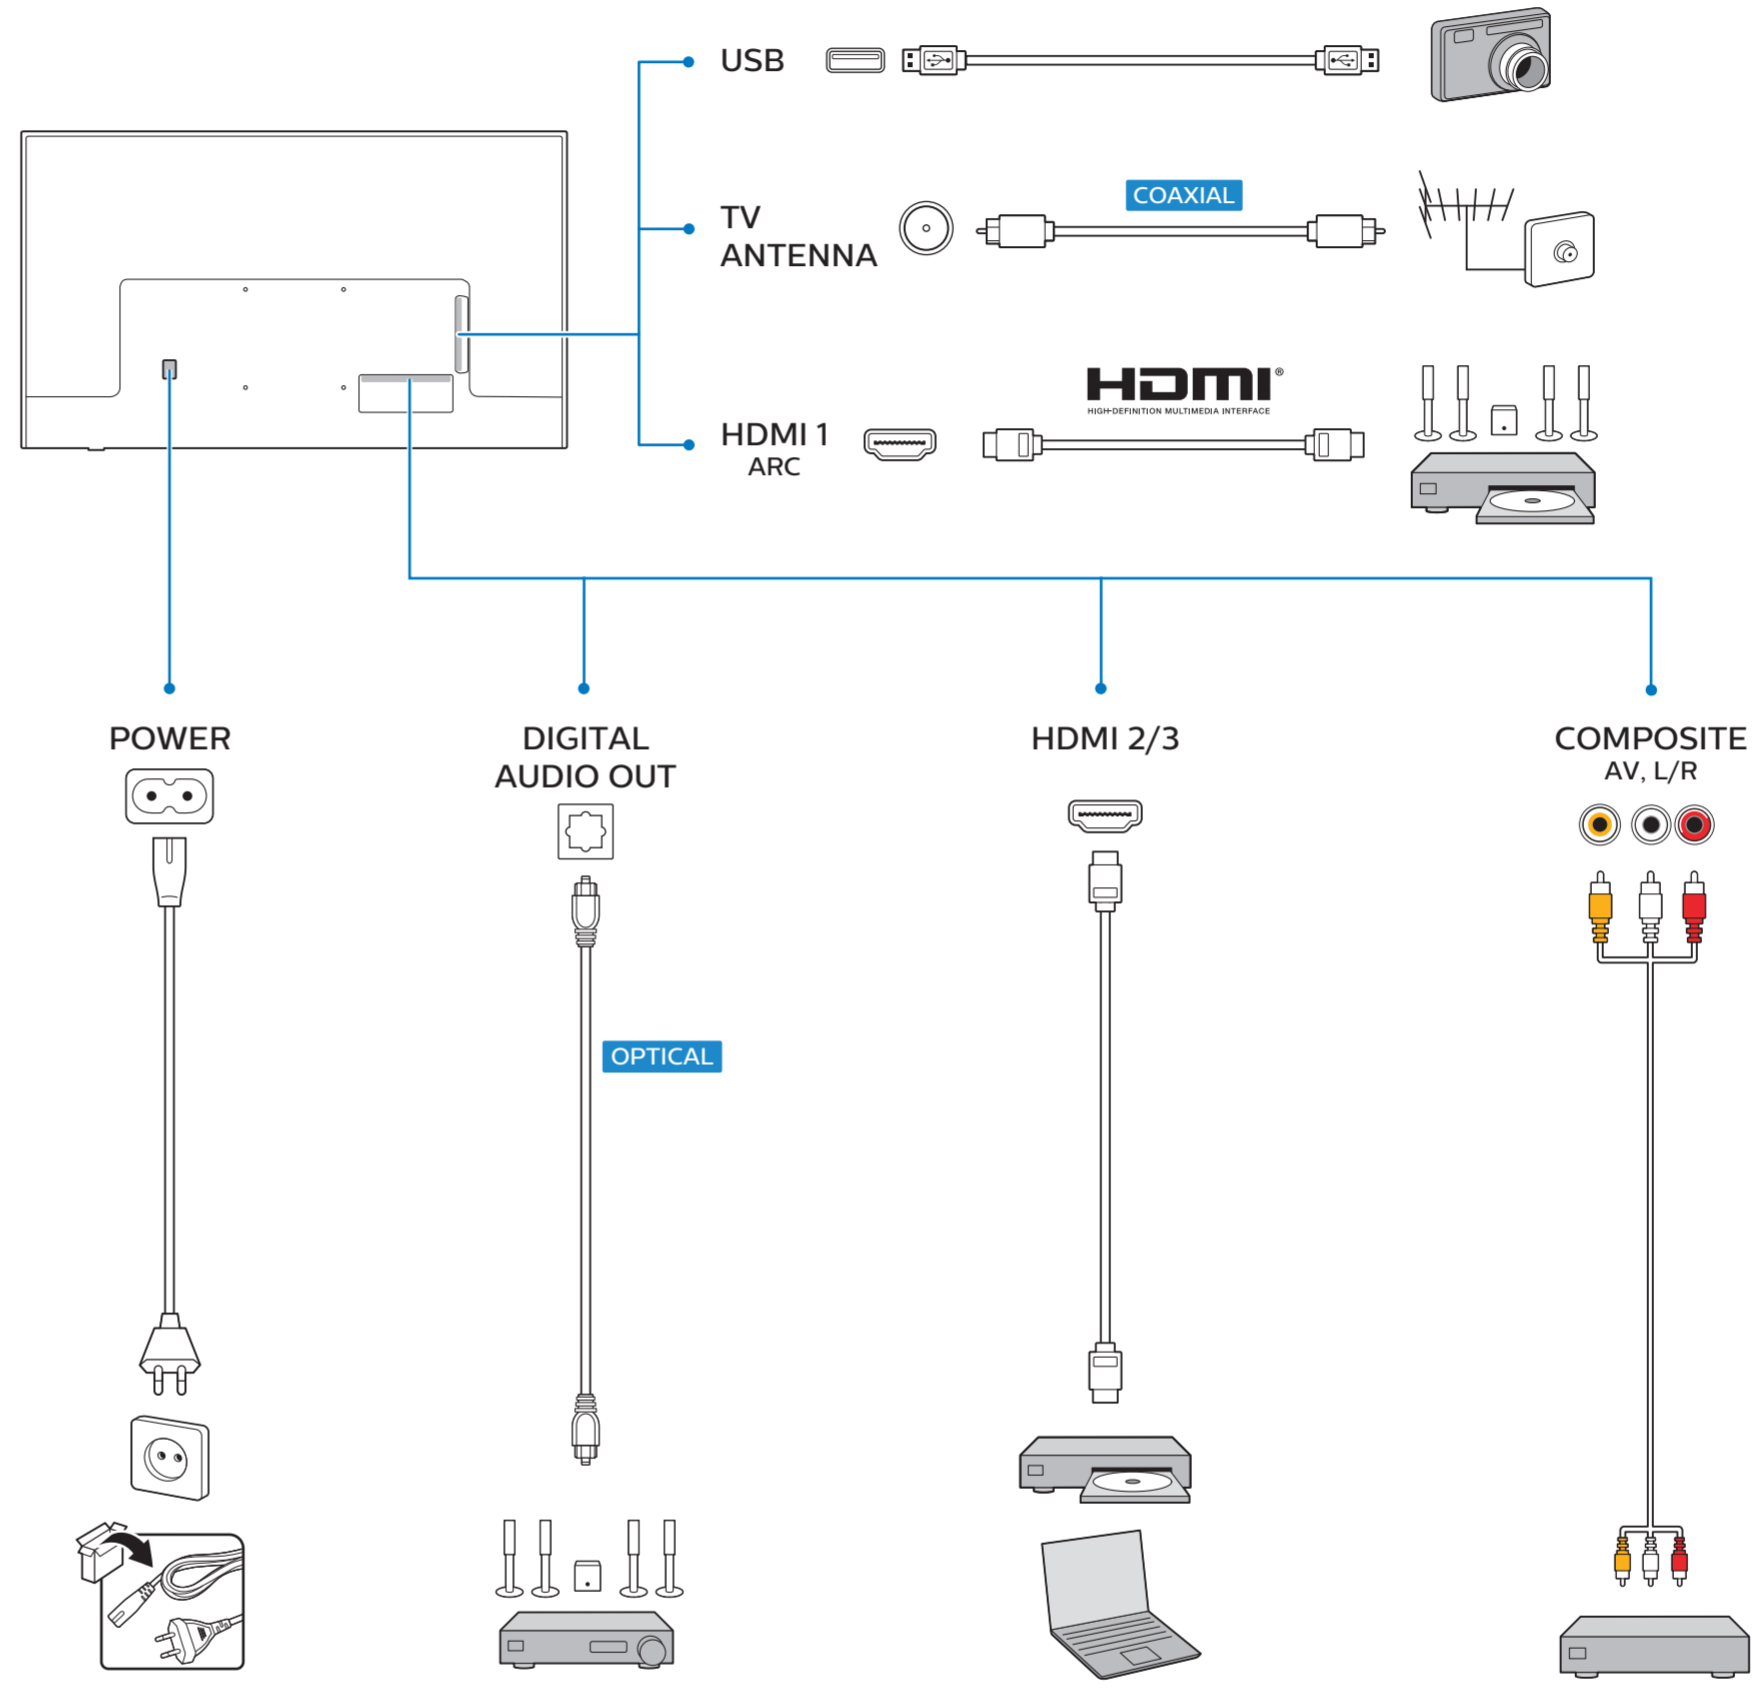 USB
COAXIAL
TV
ANTENNA
HDMI®
HIGH-DEFINITION MULTIMEDIA INTERFACE
HDMI 1
ARC
POWER
DIGITAL
AUDIO OUT
HDMI 2/3
COMPOSITE
AV, L/R
OPTICAL